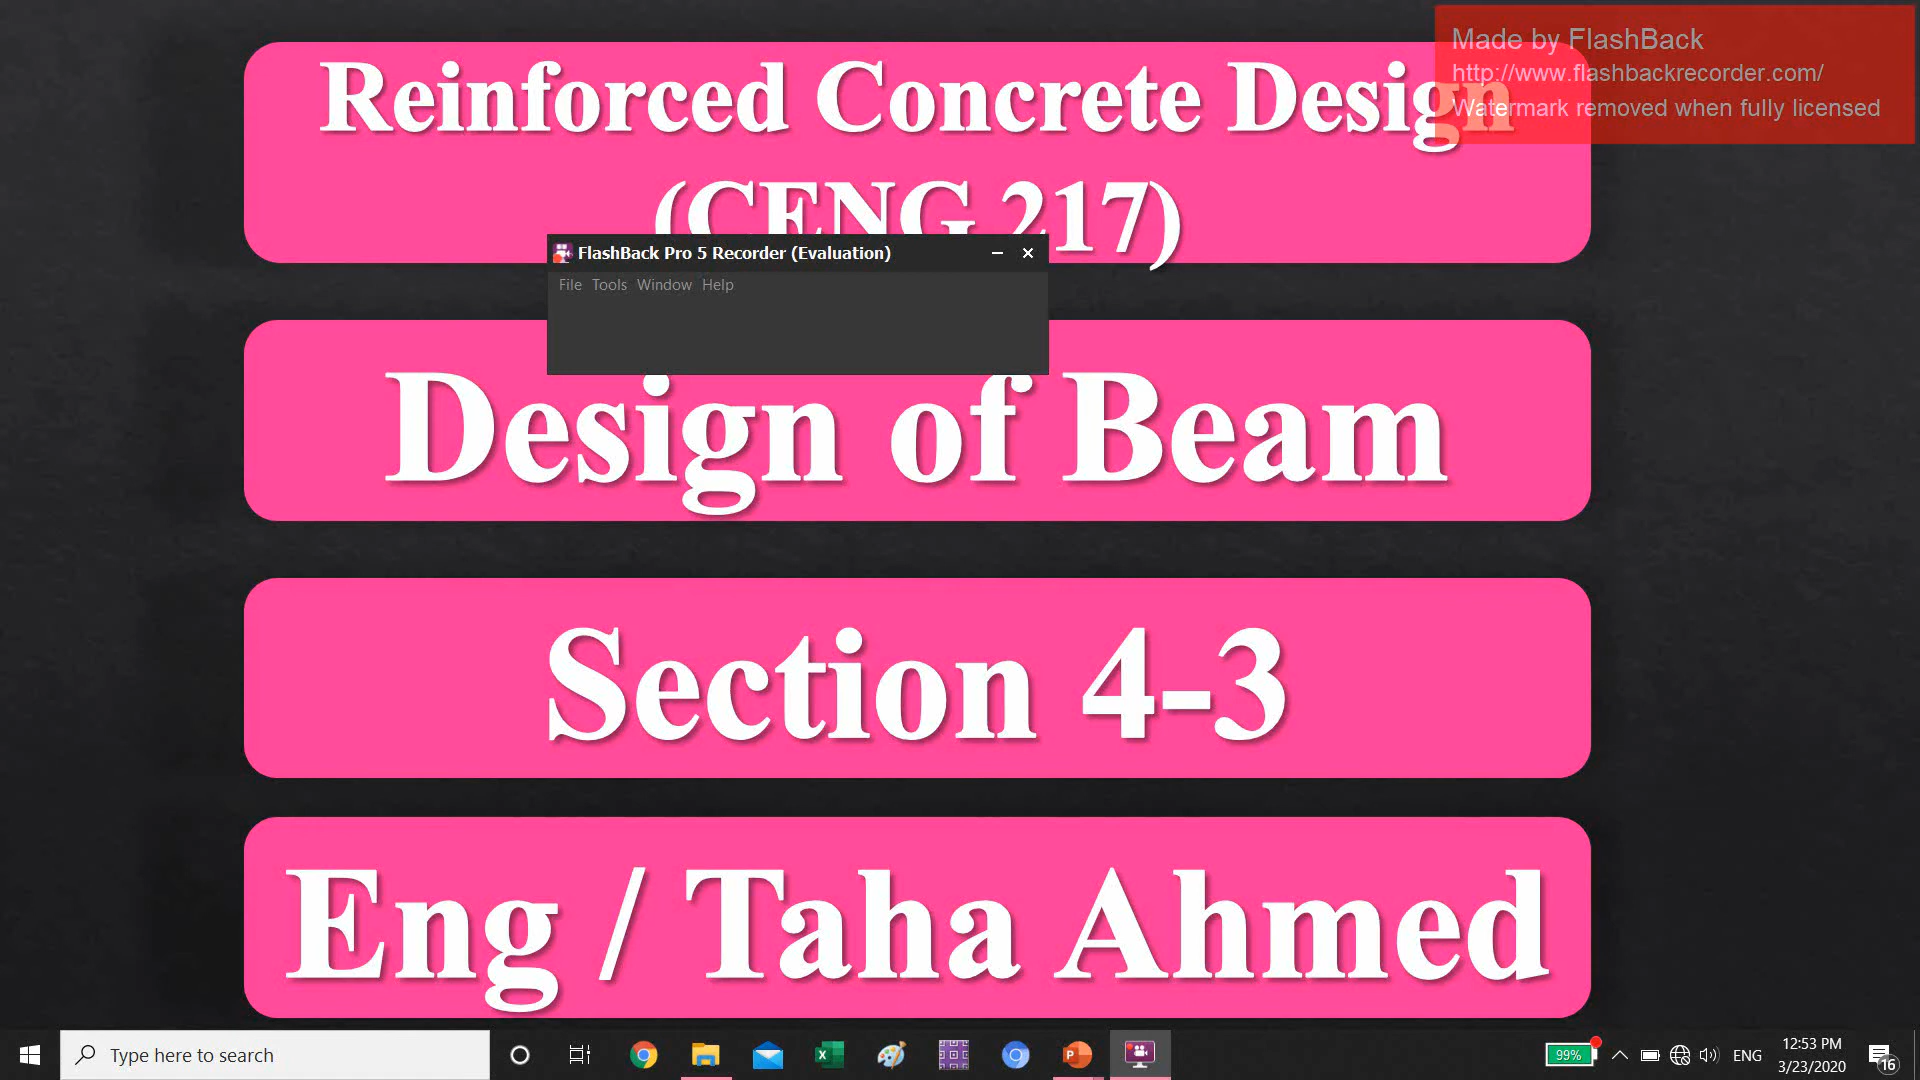 Reinforced Concrete Design
(CENG 217)
Made by FlashBack
http://www.flashbackrecorder.com/
Watermark removed when fully licensed
FlashBack Pro 5 Recorder (Evaluation)
File Tools Window Help
Design of Beam
Section 4-3
Eng / Taha Ahmed
Type here to search
99%
ENG
12:53 PM
3/23/2020
16